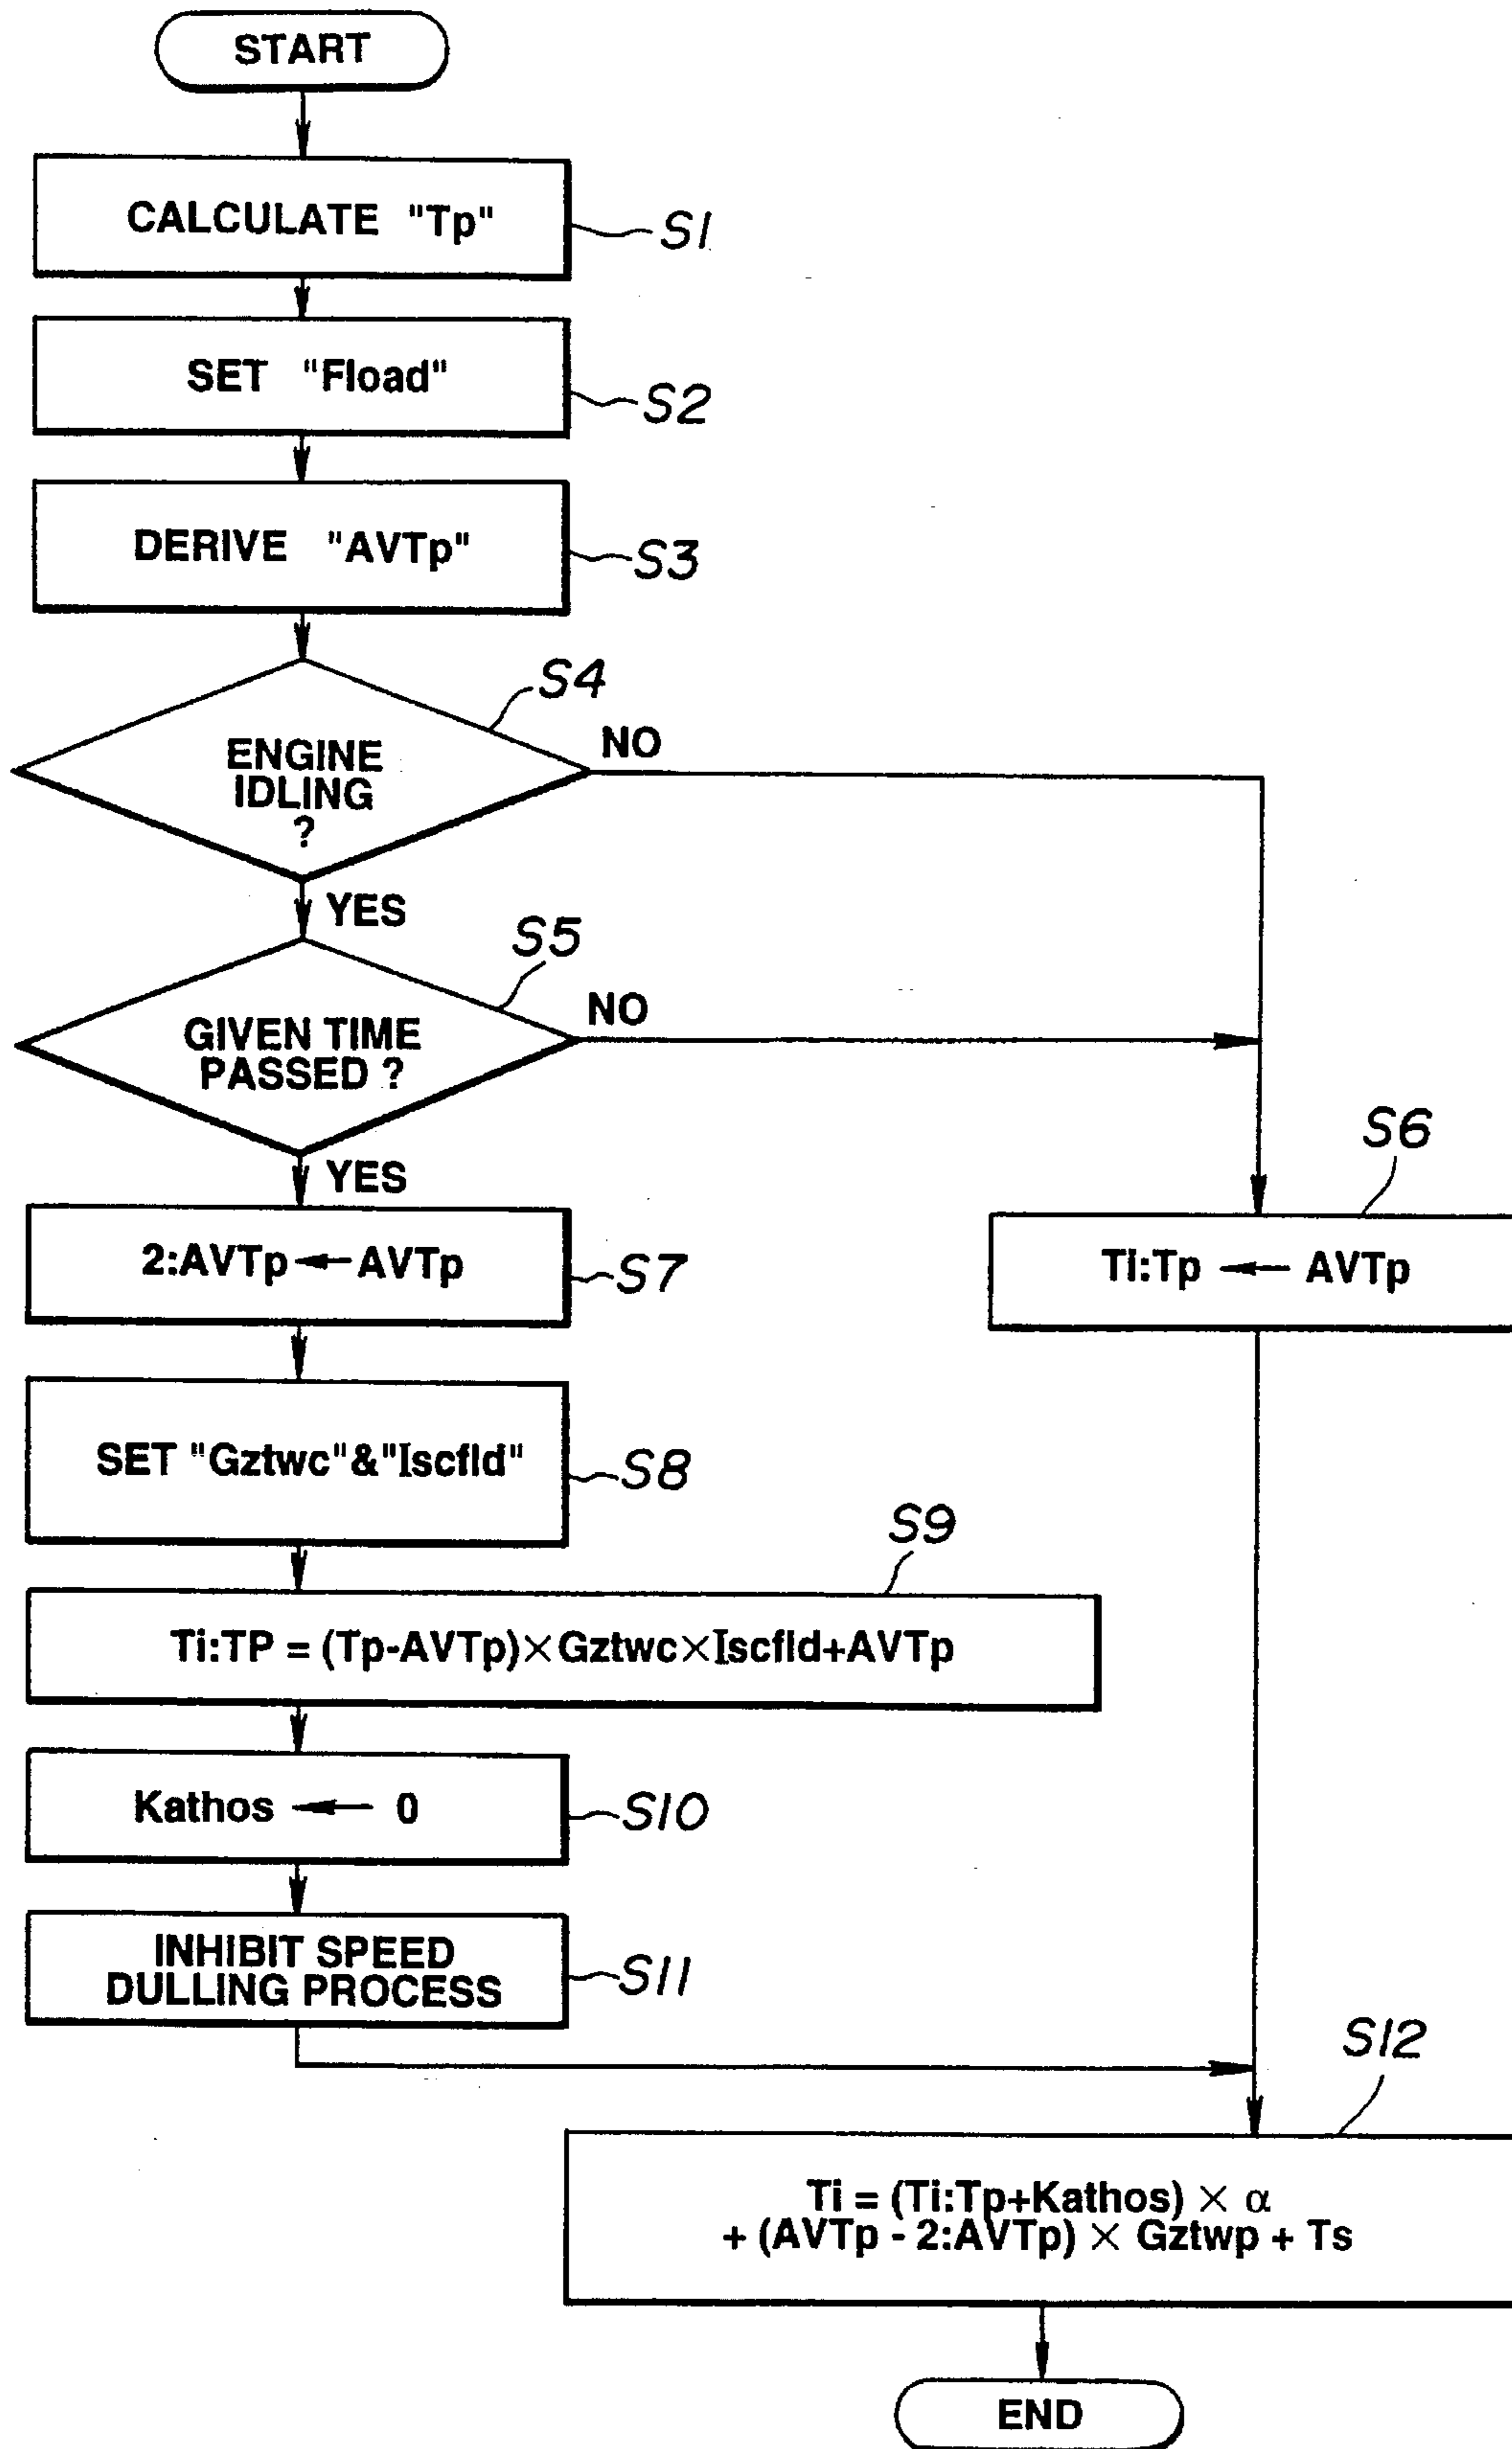 START
CALCULATE "Tp"
S1
SET "Fload"
S2
DERIVE "AVTp"
S3
S4
ENGINE
IDLING
?
NO
YES
S5
GIVEN TIME
PASSED ?
NO
YES
S6
Ti:Tp ← AVTp
2:AVTp ← AVTp
S7
SET "Gztwc"&"Iscfld"
S8
S9
Ti:TP = (Tp-AVTp)×Gztwc×Iscfld+AVTp
Kathos ← 0
S10
INHIBIT SPEED
DULLING PROCESS
S11
S12
Ti = (Ti:Tp+Kathos) × α
+ (AVTp - 2:AVTp) × Gztwp + Ts
END